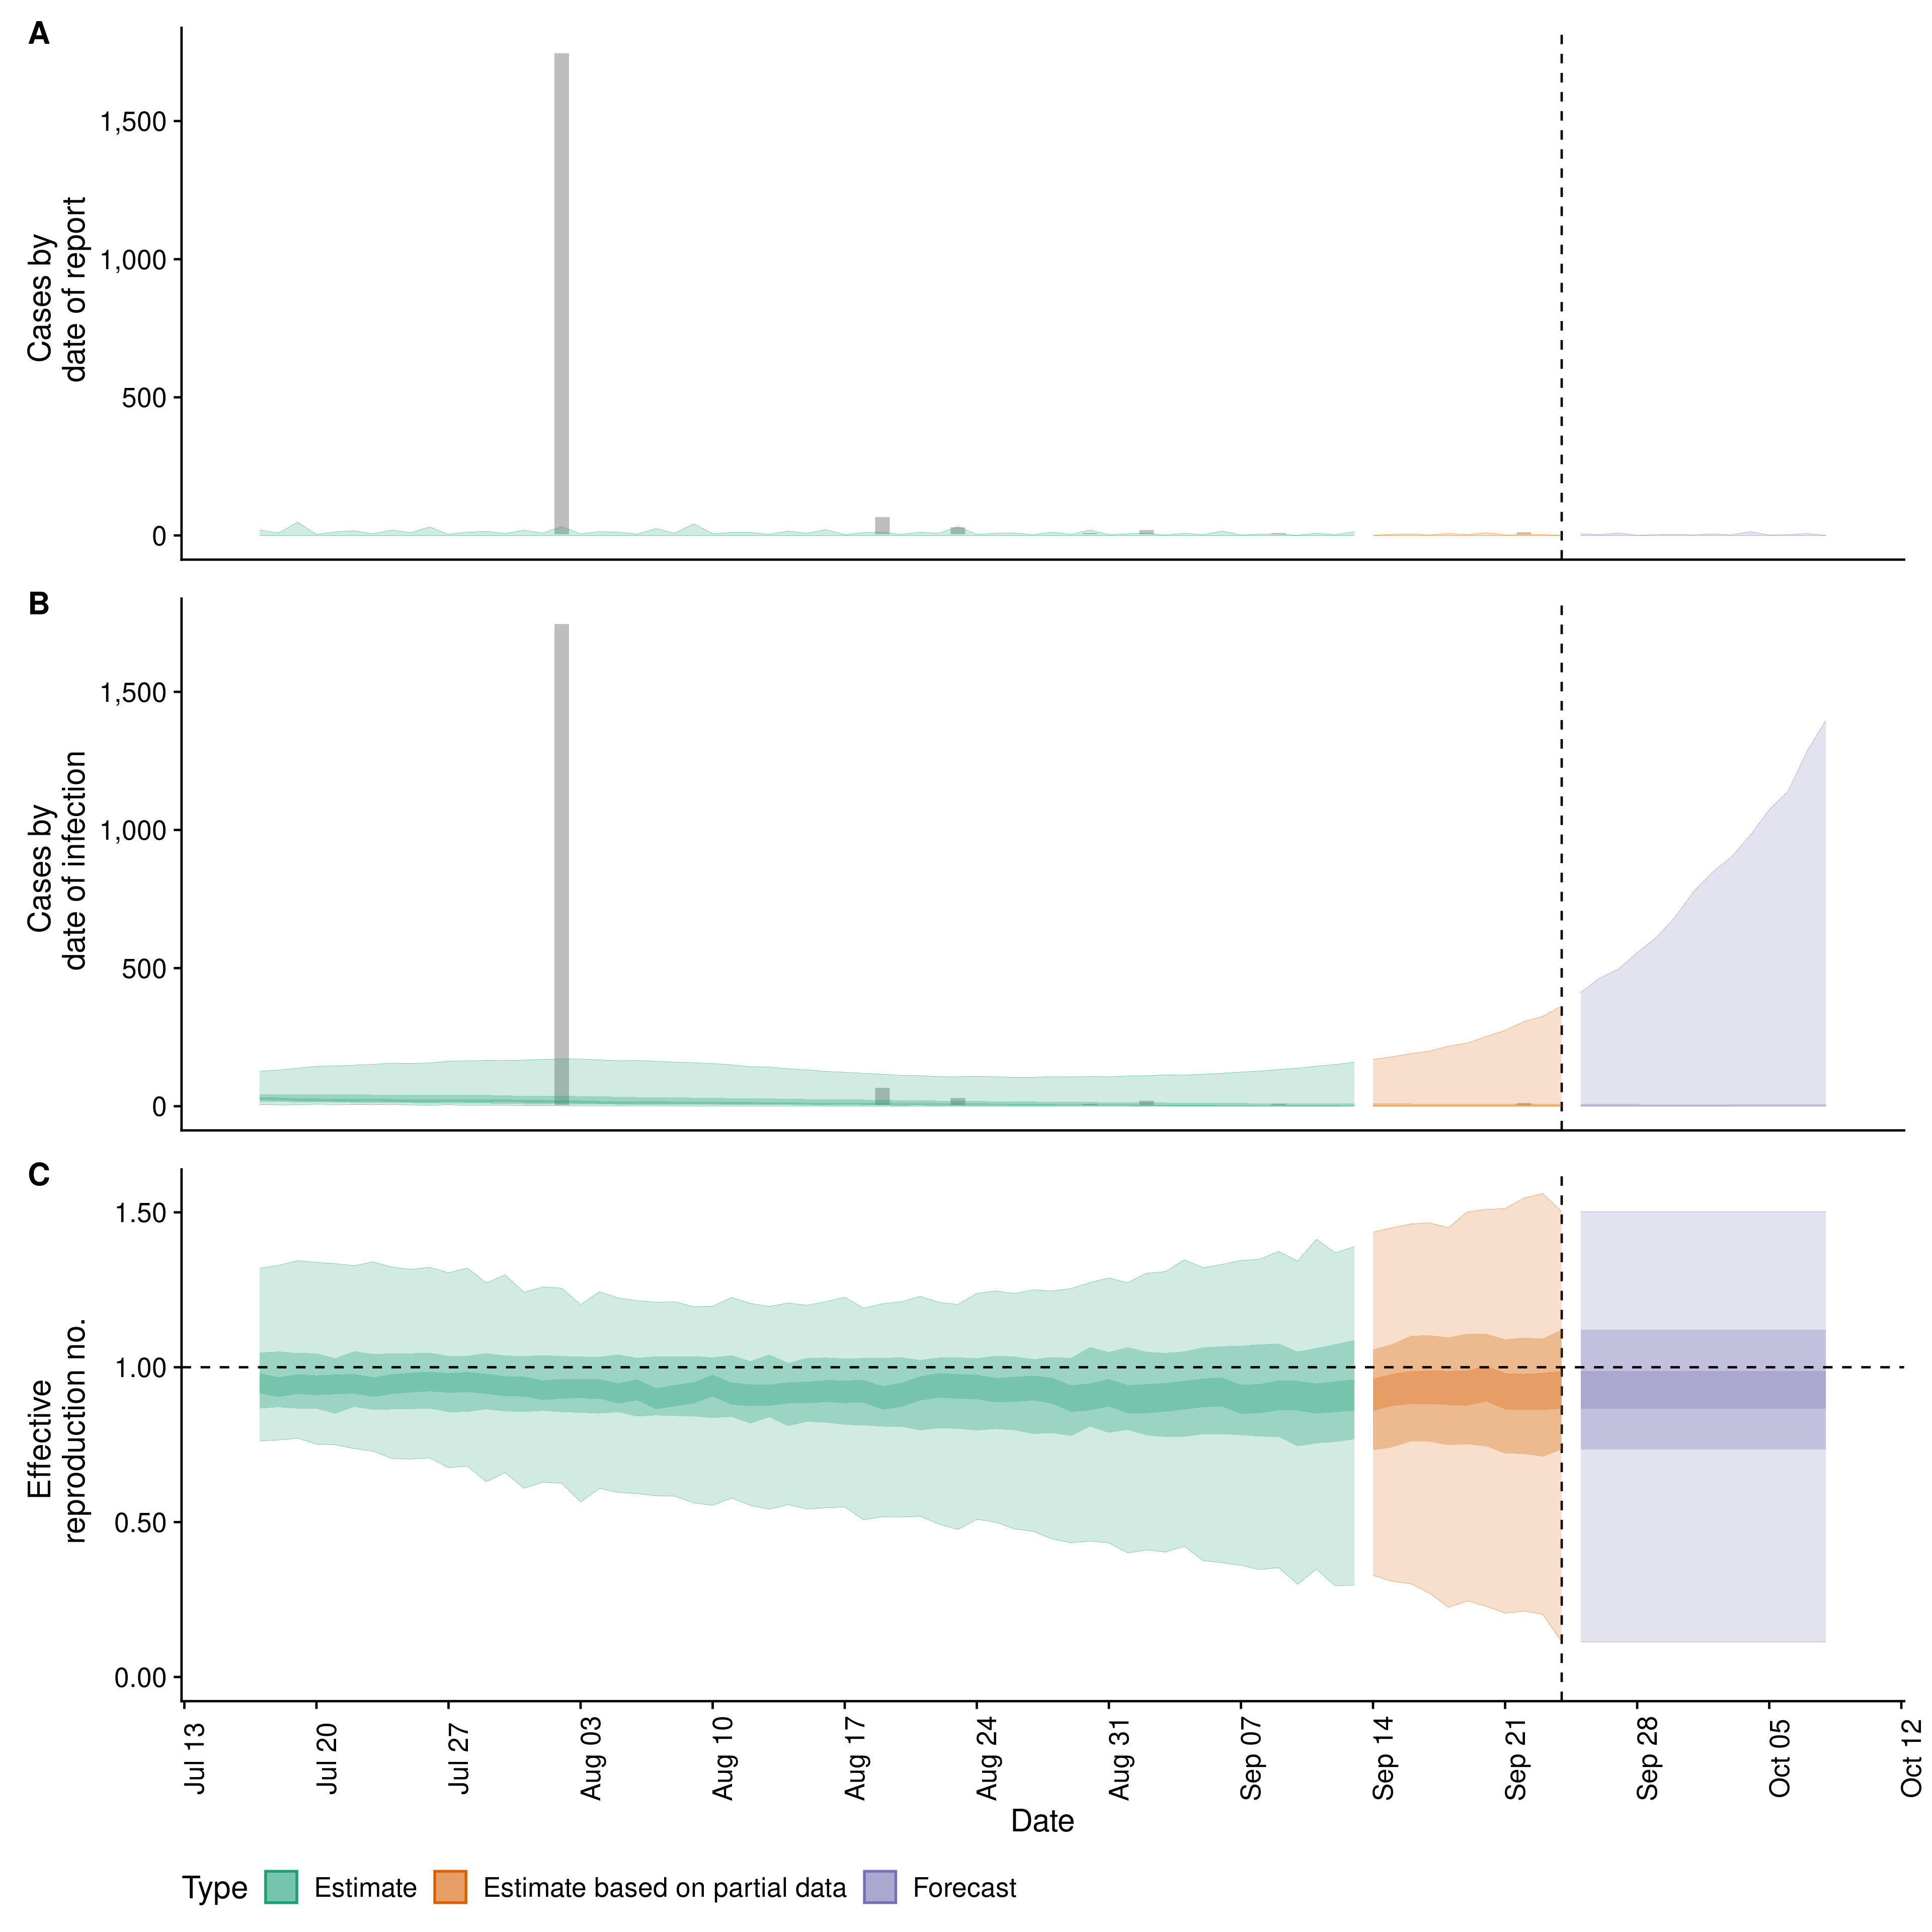 A
Cases by
date of report
1,500
1,000
500
0
B
Cases by
date of infection
1,500
1,000
500
0
C
Effective
reproduction no.
1.50
1.00
0.50
0.00
Jul 13
Jul 20
Jul 27
Aug 03
Aug 10
Aug 17
Aug 24
Aug 31
Sep 07
Sep 14
Sep 21
Sep 28
Oct 05
Oct 12
Date
Type Estimate Estimate based on partial data Forecast